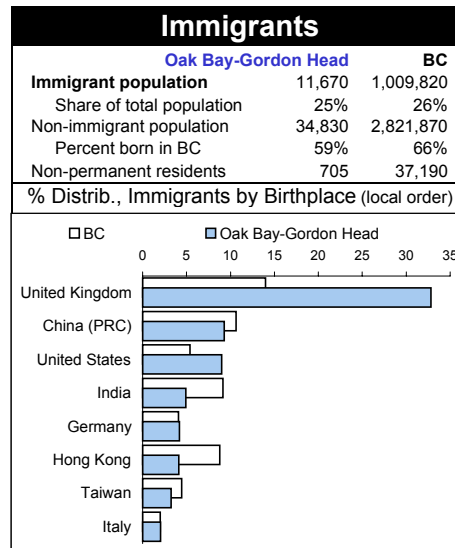 Immigrants
Oak Bay-Gordon Head BC
Immigrant population 11,670 1,009,820
Share of total population 25% 26%
Non-immigrant population 34,830 2,821,870
Percent born in BC 59% 66%
Non-permanent residents 705 37,190
% Distrib., Immigrants by Birthplace (local order)
BC Oak Bay-Gordon Head
0 5 10 15 20 25 30 35
United Kingdom
China (PRC)
United States
India
Germany
Hong Kong
Taiwan
Italy